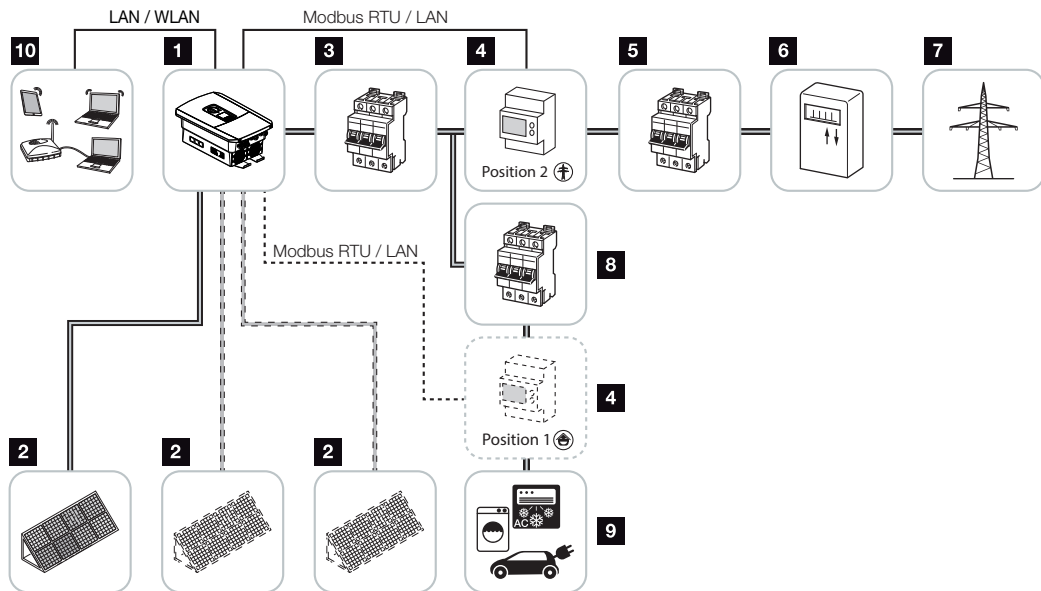 LAN / WLAN
Modbus RTU / LAN
10
1
3
4
5
6
7
Position 2
Modbus RTU / LAN
8
4
Position 1
2
2
2
AC
9